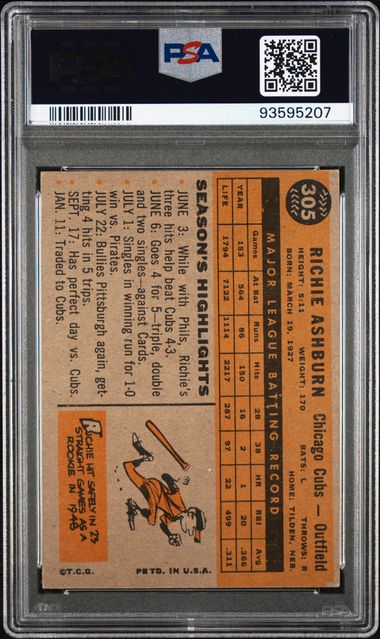 PSA
PSA
93595207
305
RICHIE ASHBURN Chicago Cubs — Outfield
HEIGHT: 5:11 WEIGHT: 170 BATS: L THROWS: R
BORN: MARCH 19, 1927 HOME: TILDEN, NEB.
MAJOR LEAGUE BATTING RECORD
Games At Bat Runs Hits 2B 3B HR RBI Avg
YEAR 153 564 86 150 16 2 1 20 .266
LIFE 1794 7122 1114 2217 287 97 22 499 .311
SEASON'S HIGHLIGHTS
• JUNE 3: While with Phils, Richie's
three hits help beat Cubs 4-3.
• JUNE 6: Goes 4 for 5—triple, double
and two singles—against Cards.
• JULY 1: Singles in winning run for 1-0
win vs. Pirates.
• JULY 22: Bullies Pittsburgh again, get-
ting 4 hits in 5 trips.
• SEPT. 17: Has perfect day vs. Cubs.
• JAN. 11: Traded to Cubs.
RICHIE HIT SAFELY IN 23
STRAIGHT GAMES AS A
ROOKIE IN 1948
©T.C.G. PRTD. IN U.S.A.